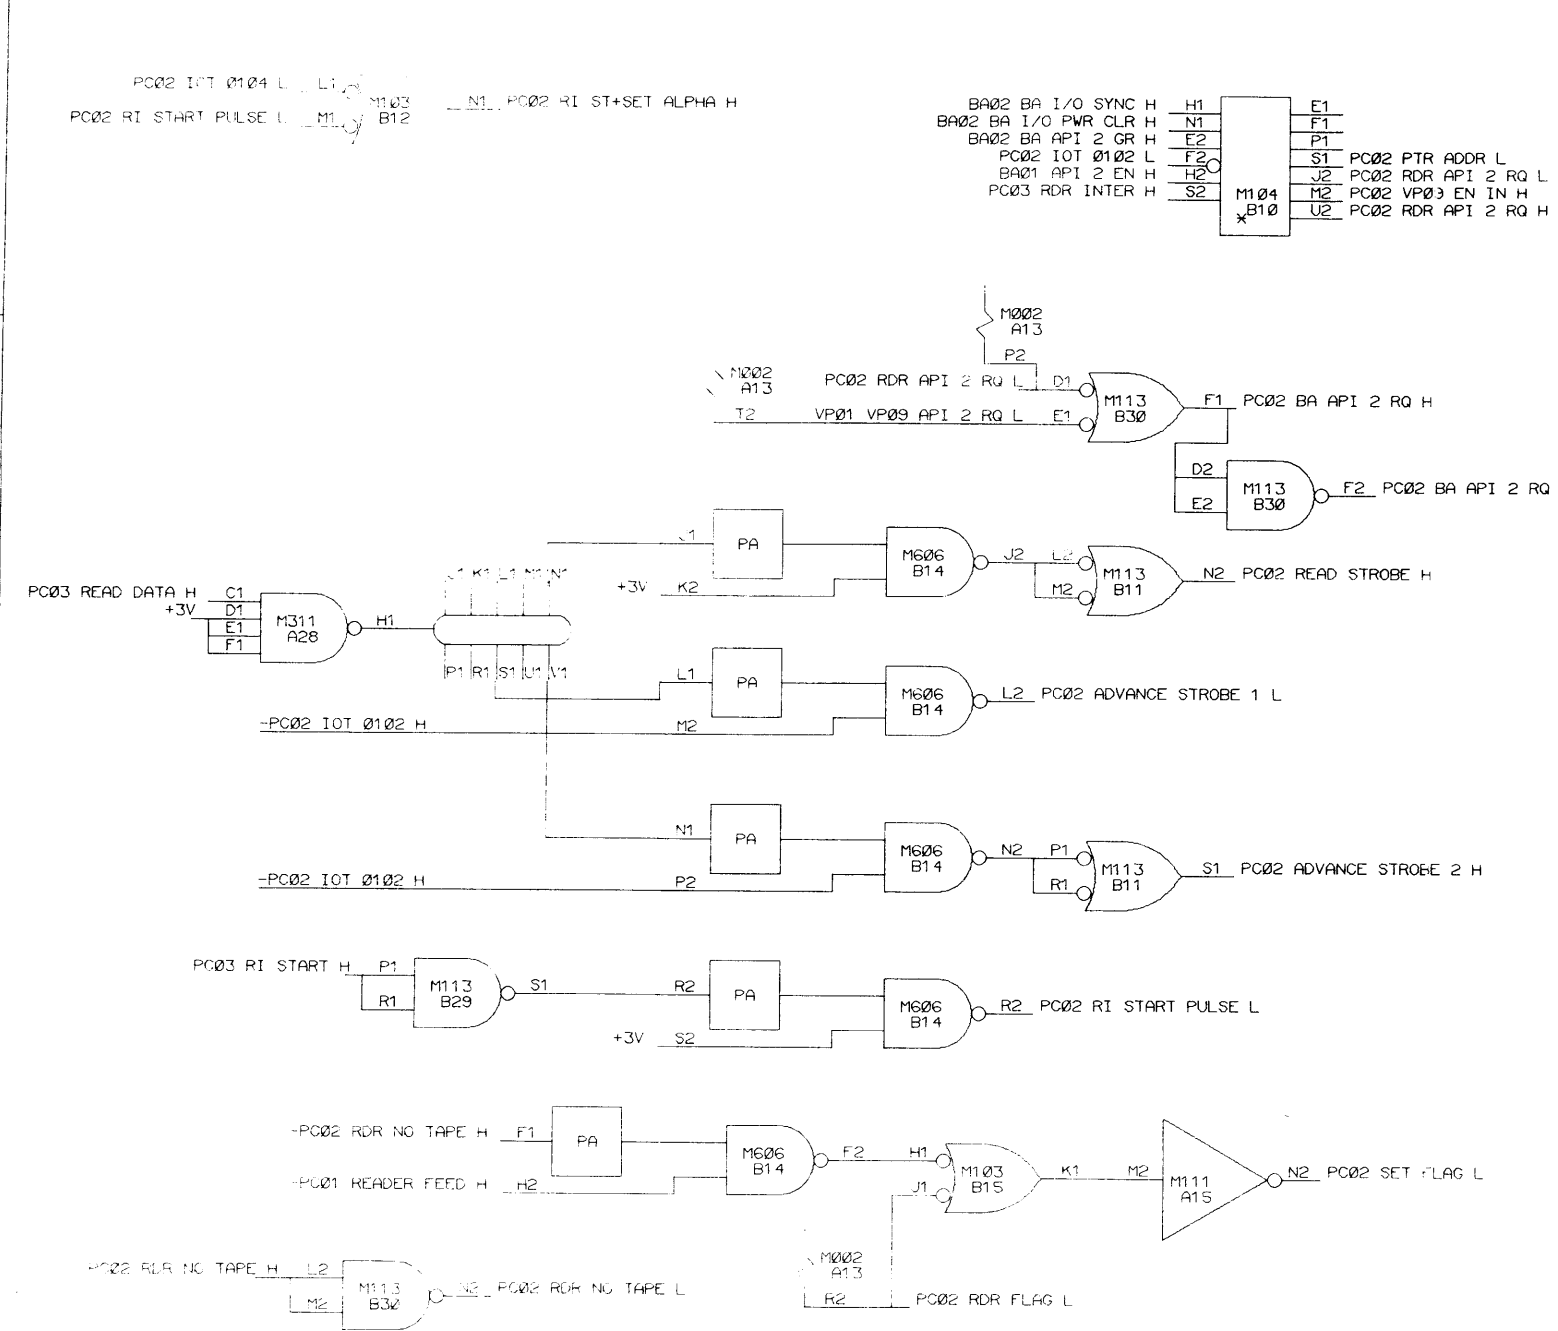 PC02 IOT 0104 L L1
M103
B12
N1 PC02 RI ST+SET ALPHA H
PC02 RI START PULSE L M1
BA02 BA I/O SYNC H H1
BA02 BA I/O PWR CLR H N1
BA02 BA API 2 GR H E2
PC02 IOT 0102 L F2
BA01 API 2 EN H H2
PC03 RDR INTER H S2
M104
*B10
E1
F1
P1
S1 PC02 PTR ADDR L
J2 PC02 RDR API 2 RQ L
M2 PC02 VP09 EN IN H
U2 PC02 RDR API 2 RQ H
M002
A13
P2
M002
A13
PC02 RDR API 2 RQ L D1
T2 VP01 VP09 API 2 RQ L E1
M113
B30
F1 PC02 BA API 2 RQ H
D2
E2
M113
B30
F2 PC02 BA API 2 RQ
J1
PA
+3V K2
M606
B14
J2 L2
M2
M113
B11
N2 PC02 READ STROBE H
PC03 READ DATA H C1
+3V D1
E1
F1
M311
A28
H1
J1 K1 L1 M1 N1
P1 R1 S1 U1 V1
L1
PA
-PC02 IOT 0102 H M2
M606
B14
L2 PC02 ADVANCE STROBE 1 L
N1
PA
-PC02 IOT 0102 H P2
M606
B14
N2 P1
R1
M113
B11
S1 PC02 ADVANCE STROBE 2 H
PC03 RI START H P1
R1
M113
B29
S1 R2
PA
+3V S2
M606
B14
R2 PC02 RI START PULSE L
-PC02 RDR NO TAPE H F1
PA
-PC01 READER FEED H H2
M606
B14
F2 H1
J1
M103
B15
K1 M2
M111
A15
N2 PC02 SET FLAG L
M002
A13
R2 PC02 RDR FLAG L
PC02 RDR NO TAPE H L2
M2
M113
B30
N2 PC02 RDR NO TAPE L